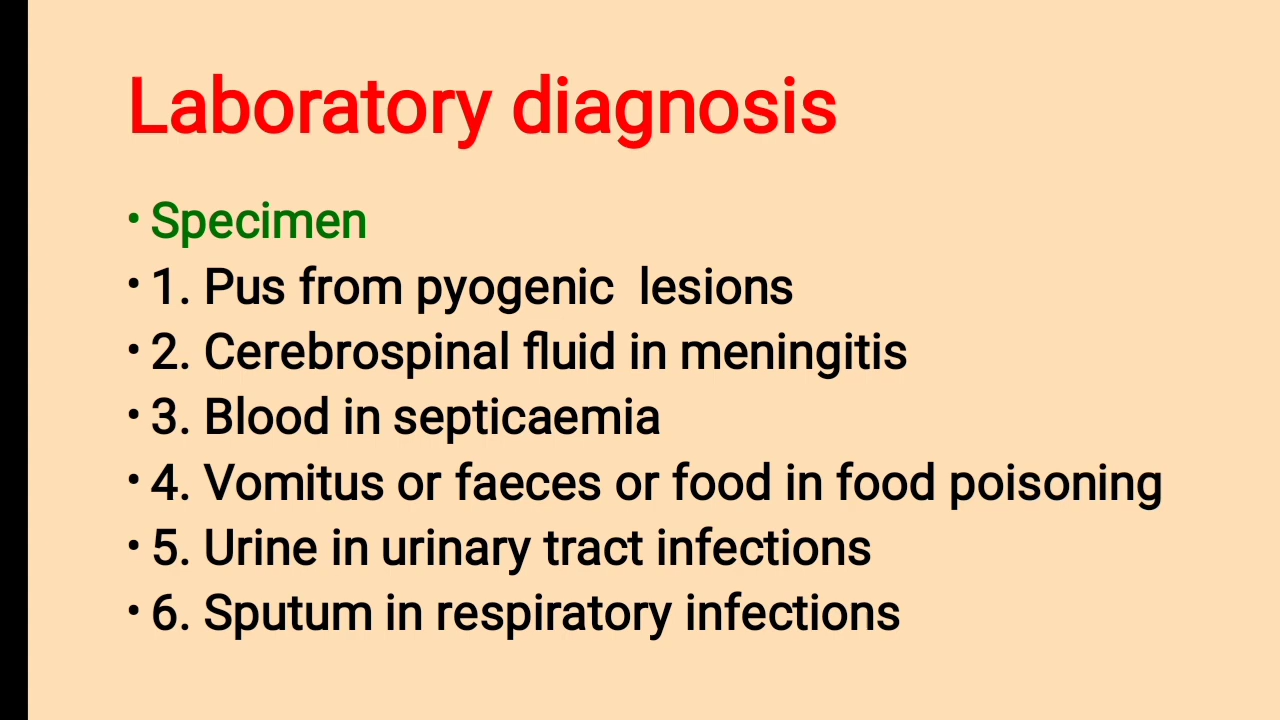 Laboratory diagnosis
• Specimen
• 1. Pus from pyogenic  lesions
• 2. Cerebrospinal fluid in meningitis
• 3. Blood in septicaemia
• 4. Vomitus or faeces or food in food poisoning
• 5. Urine in urinary tract infections
• 6. Sputum in respiratory infections